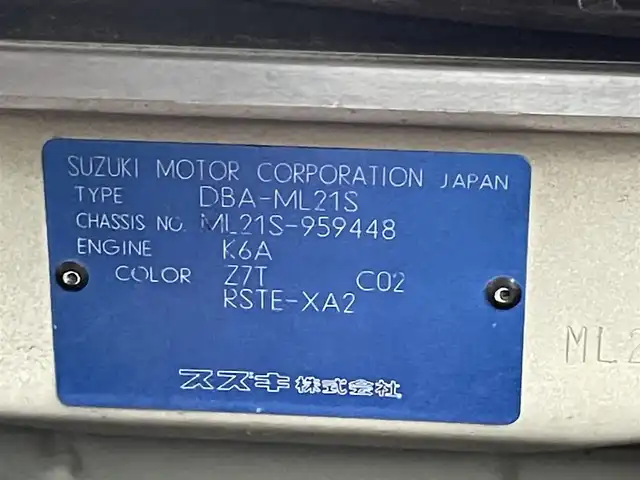 SUZUKI MOTOR CORPORATION JAPAN
TYPE DBA-ML21S
CHASSIS NO. ML21S-959448
ENGINE K6A
COLOR Z7T C02
RSTE-XA2
スズキ株式会社
ML2